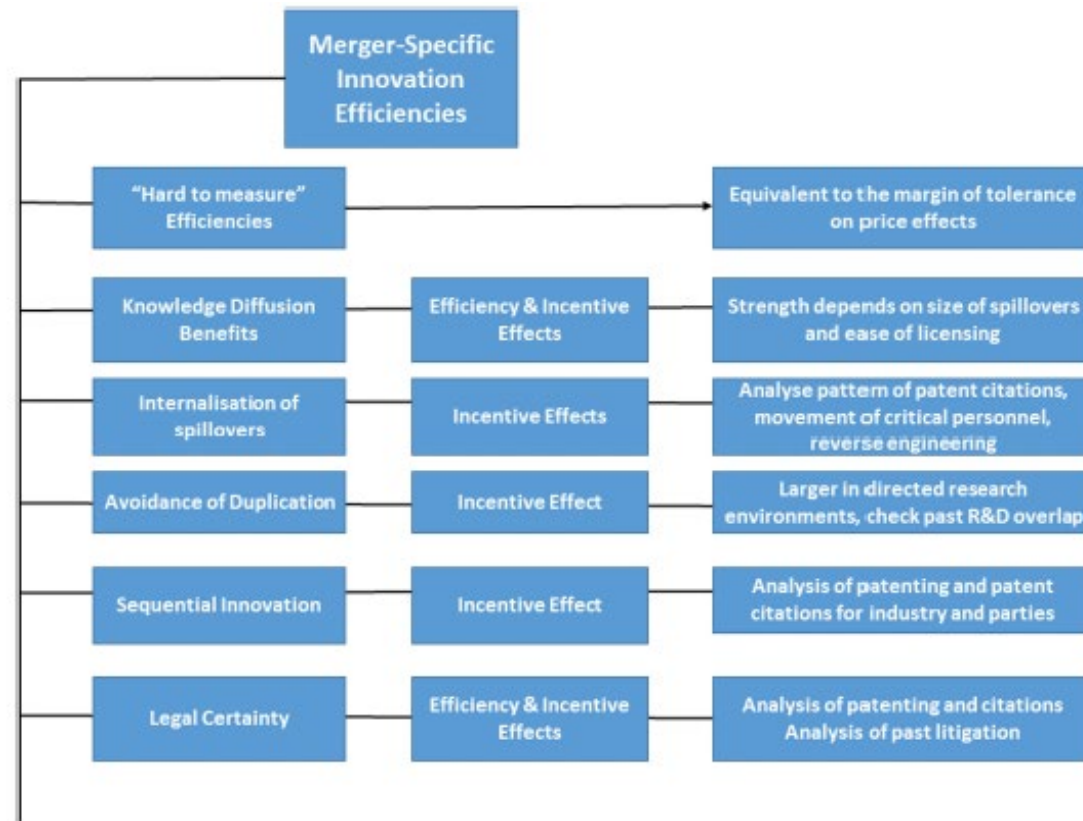 Merger-Specific
Innovation
Efficiencies
“Hard to measure”
Efficiencies
Equivalent to the margin of tolerance
on price effects
Knowledge Diffusion
Benefits
Efficiency & Incentive
Effects
Strength depends on size of spillovers
and ease of licensing
Internalisation of
spillovers
Incentive Effects
Analyse pattern of patent citations,
movement of critical personnel,
reverse engineering
Avoidance of Duplication
Incentive Effect
Larger in directed research
environments, check past R&D overlap
Sequential Innovation
Incentive Effect
Analysis of patenting and patent
citations for industry and parties
Legal Certainty
Efficiency & Incentive
Effects
Analysis of patenting and citations
Analysis of past litigation